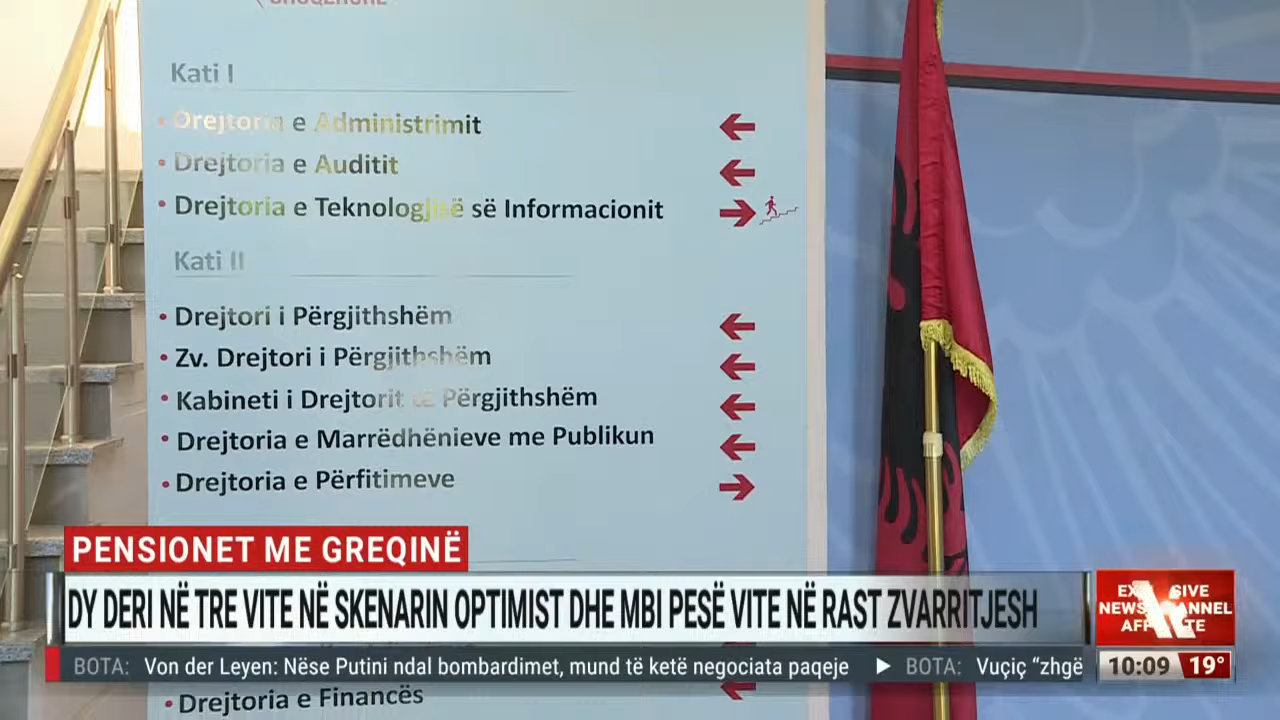 Kati I
• Drejtoria e Administrimit
• Drejtoria e Auditit
• Drejtoria e Teknologjisë së Informacionit
Kati II
• Drejtori i Përgjithshëm
• Zv. Drejtori i Përgjithshëm
• Kabineti i Drejtorit të Përgjithshëm
• Drejtoria e Marrëdhënieve me Publikun
• Drejtoria e Përfitimeve
PENSIONET ME GREQINË
DY DERI NË TRE VITE NË SKENARIN OPTIMIST DHE MBI PESË VITE NË RAST ZVARRITJESH
BOTA: Von der Leyen: Nëse Putini ndal bombardimet, mund të ketë negociata paqeje ▶ BOTA: Vuçiç “zhgë
10:09 19°
• Drejtoria e Financës